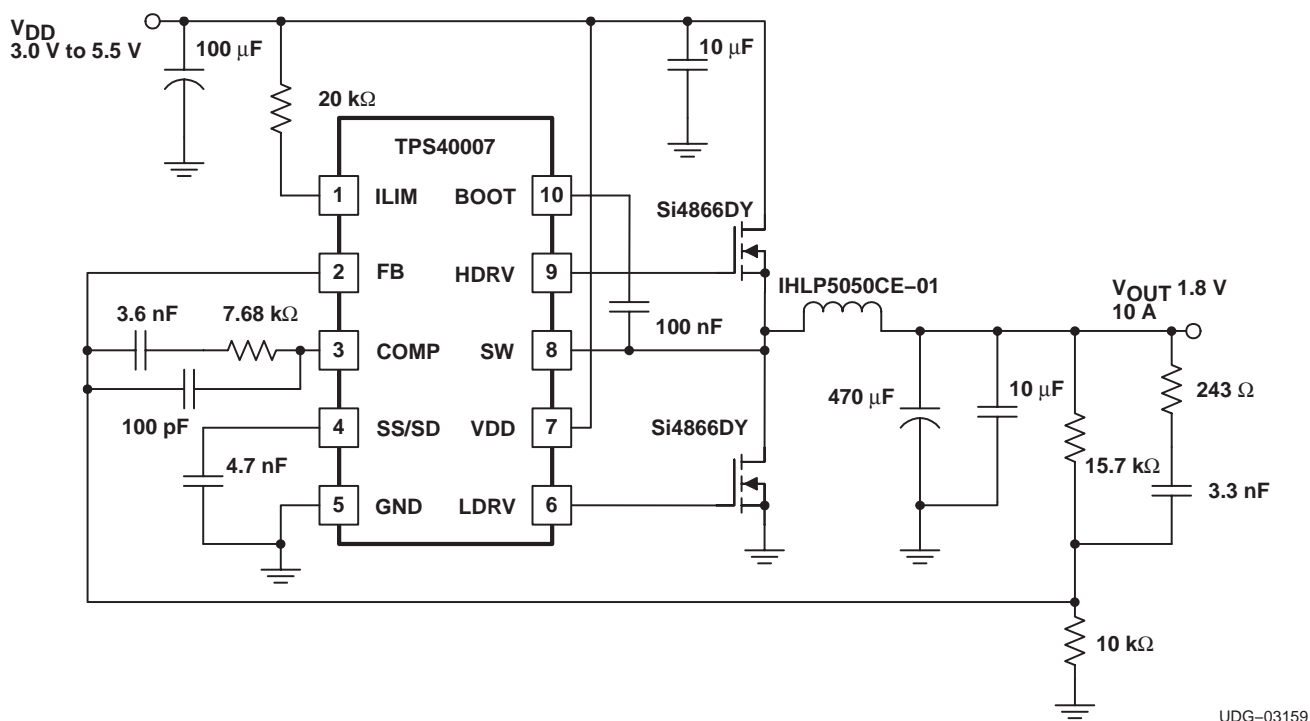 VDD
3.0 V to 5.5 V
100 μF
10 μF
20 kΩ
TPS40007
1 ILIM BOOT 10
Si4866DY
2 FB HDRV 9
IHLP5050CE–01
VOUT 1.8 V
10 A
3.6 nF
7.68 kΩ
100 nF
3 COMP SW 8
243 Ω
470 μF
10 μF
100 pF
4 SS/SD VDD 7
Si4866DY
4.7 nF
15.7 kΩ
3.3 nF
5 GND LDRV 6
10 kΩ
UDG–03159